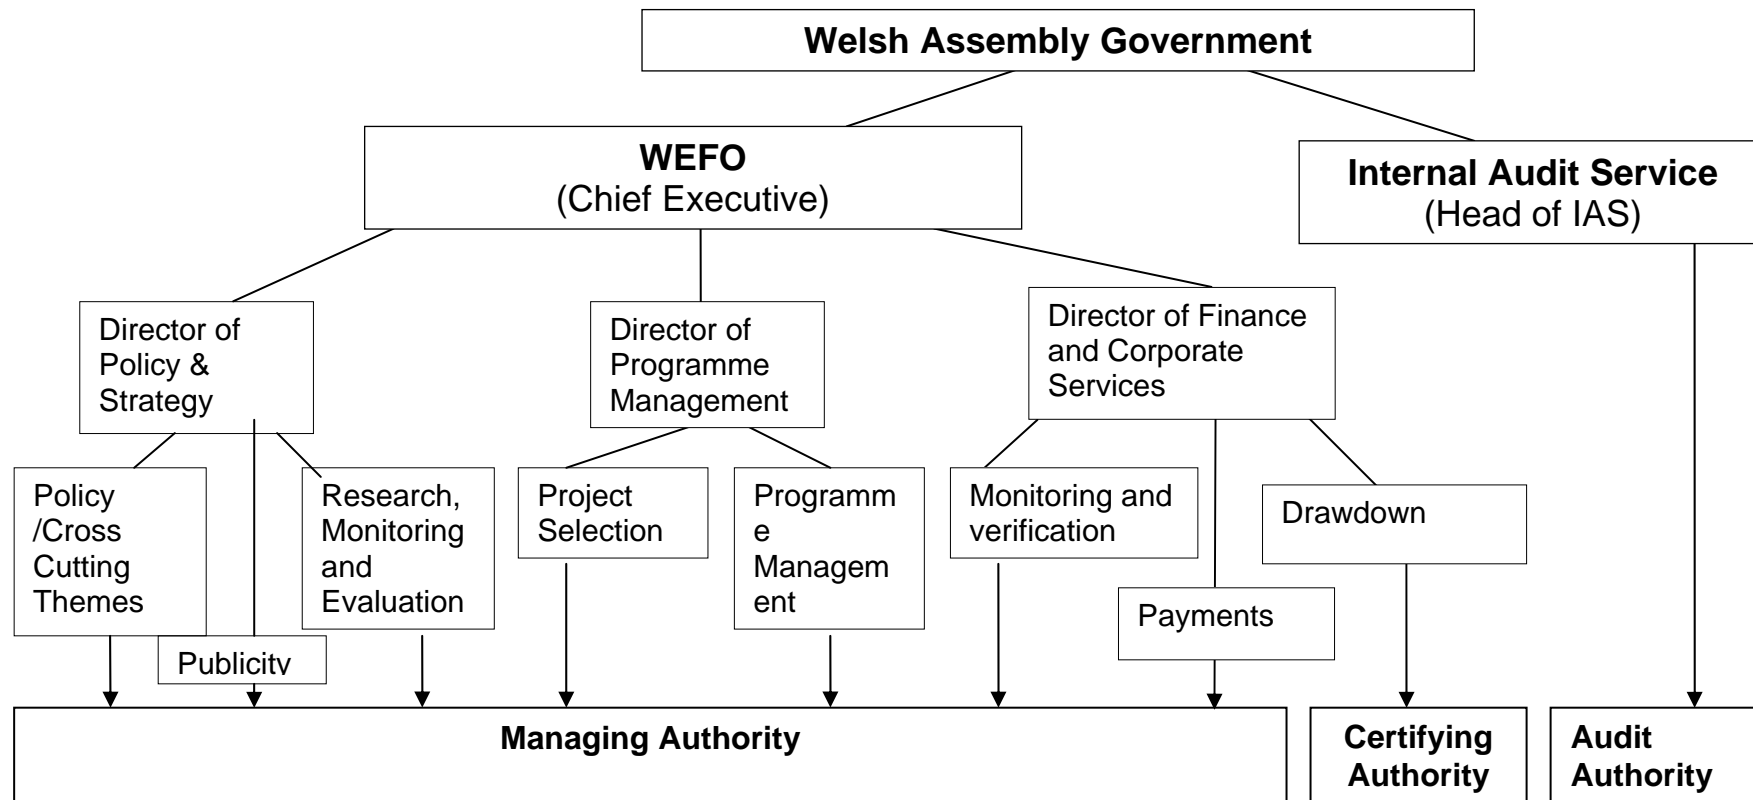 Welsh Assembly Government
WEFO
(Chief Executive)
Internal Audit Service
(Head of IAS)
Director of
Policy &
Strategy
Director of
Programme
Management
Director of Finance
and Corporate
Services
Policy
/Cross
Cutting
Themes
Publicity
Research,
Monitoring
and
Evaluation
Project
Selection
Programm
e
Managem
ent
Monitoring and
verification
Payments
Drawdown
Managing Authority
Certifying
Authority
Audit
Authority